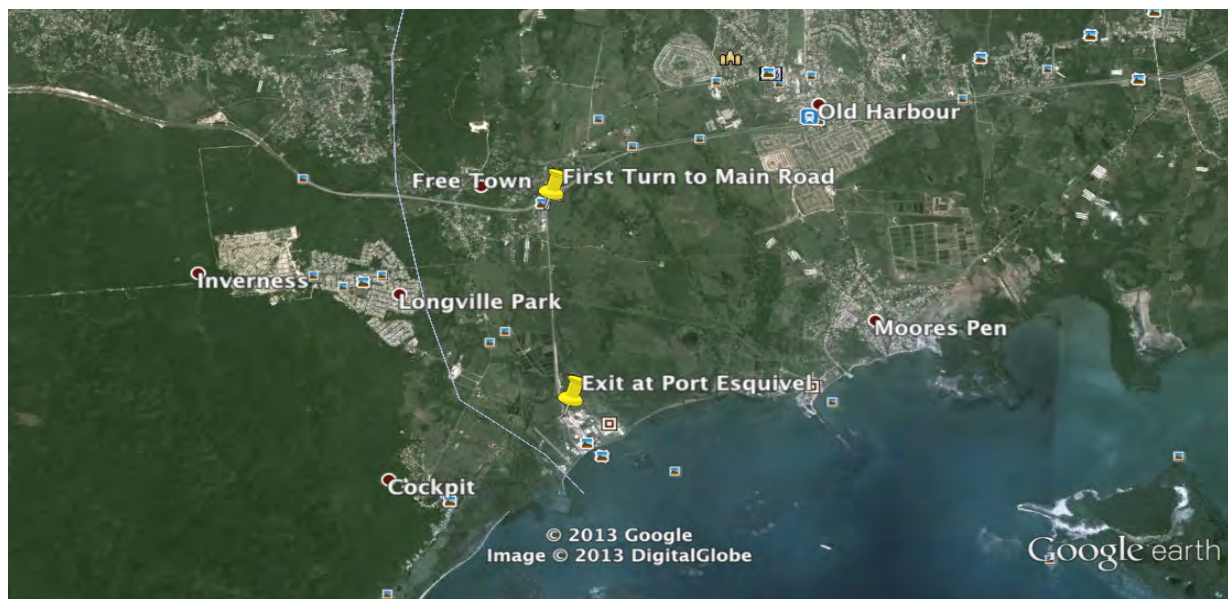 Old Harbour
First Turn to Main Road
Free Town
Inverness
Longville Park
Moores Pen
Exit at Port Esquivel
Cockpit
© 2013 Google
Image © 2013 DigitalGlobe
Google earth